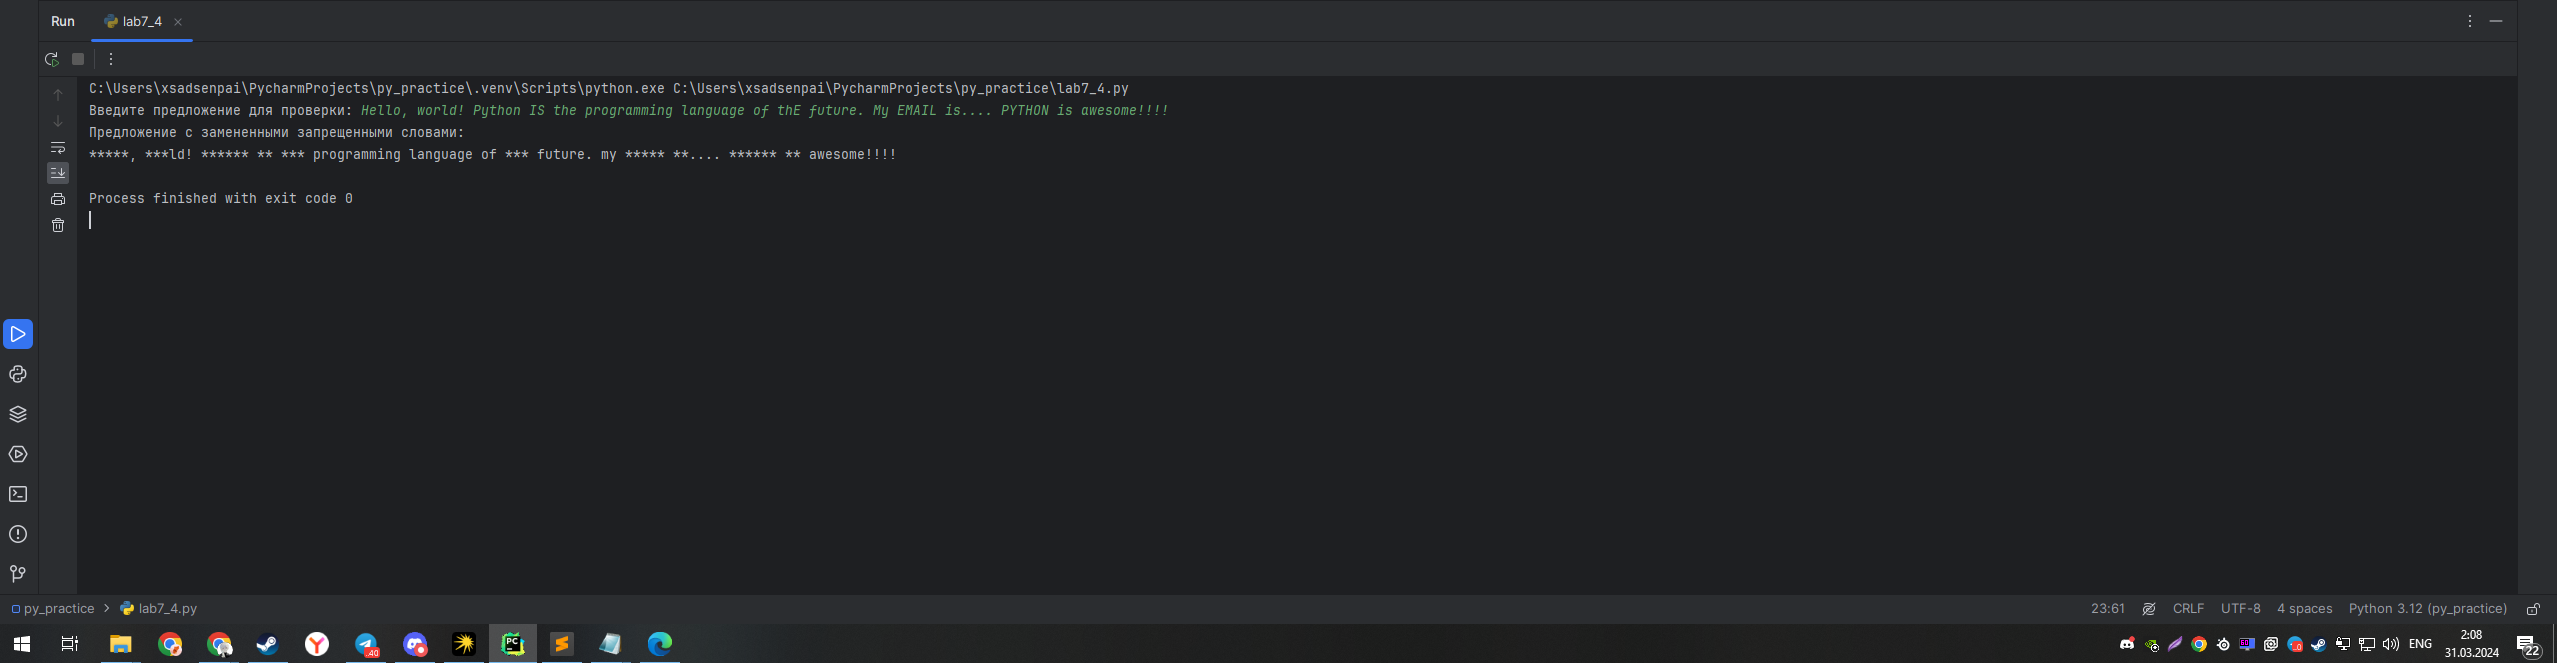 Run lab7_4
C:\Users\xsadsenpai\PycharmProjects\py_practice\.venv\Scripts\python.exe C:\Users\xsadsenpai\PycharmProjects\py_practice\lab7_4.py
Введите предложение для проверки: Hello, world! Python IS the programming language of thE future. My EMAIL is.... PYTHON is awesome!!!!
Предложение с замененными запрещенными словами:
*****, ***ld! ****** ** *** programming language of *** future. my ***** **.... ****** ** awesome!!!!
Process finished with exit code 0
py_practice > lab7_4.py 23:61 CRLF UTF-8 4 spaces Python 3.12 (py_practice)
PC ENG 2:08
31.03.2024 22